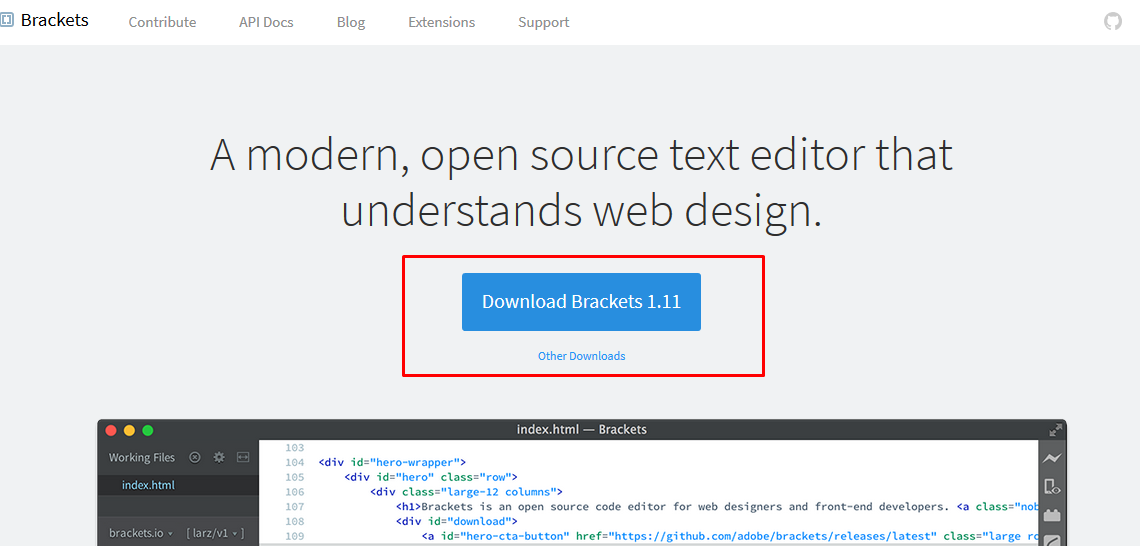 Brackets Contribute API Docs Blog Extensions Support
A modern, open source text editor that
understands web design.
Download Brackets 1.11
Other Downloads
index.html — Brackets
Working Files
index.html
brackets.io [ larz/v1 ]
103
104 <div id="hero-wrapper">
105 <div id="hero" class="row">
106 <div class="large-12 columns">
107 <h1>Brackets is an open source code editor for web designers and front-end developers. <a class="nob
108 <div id="download">
109 <a id="hero-cta-button" href="https://github.com/adobe/brackets/releases/latest" class="large ro